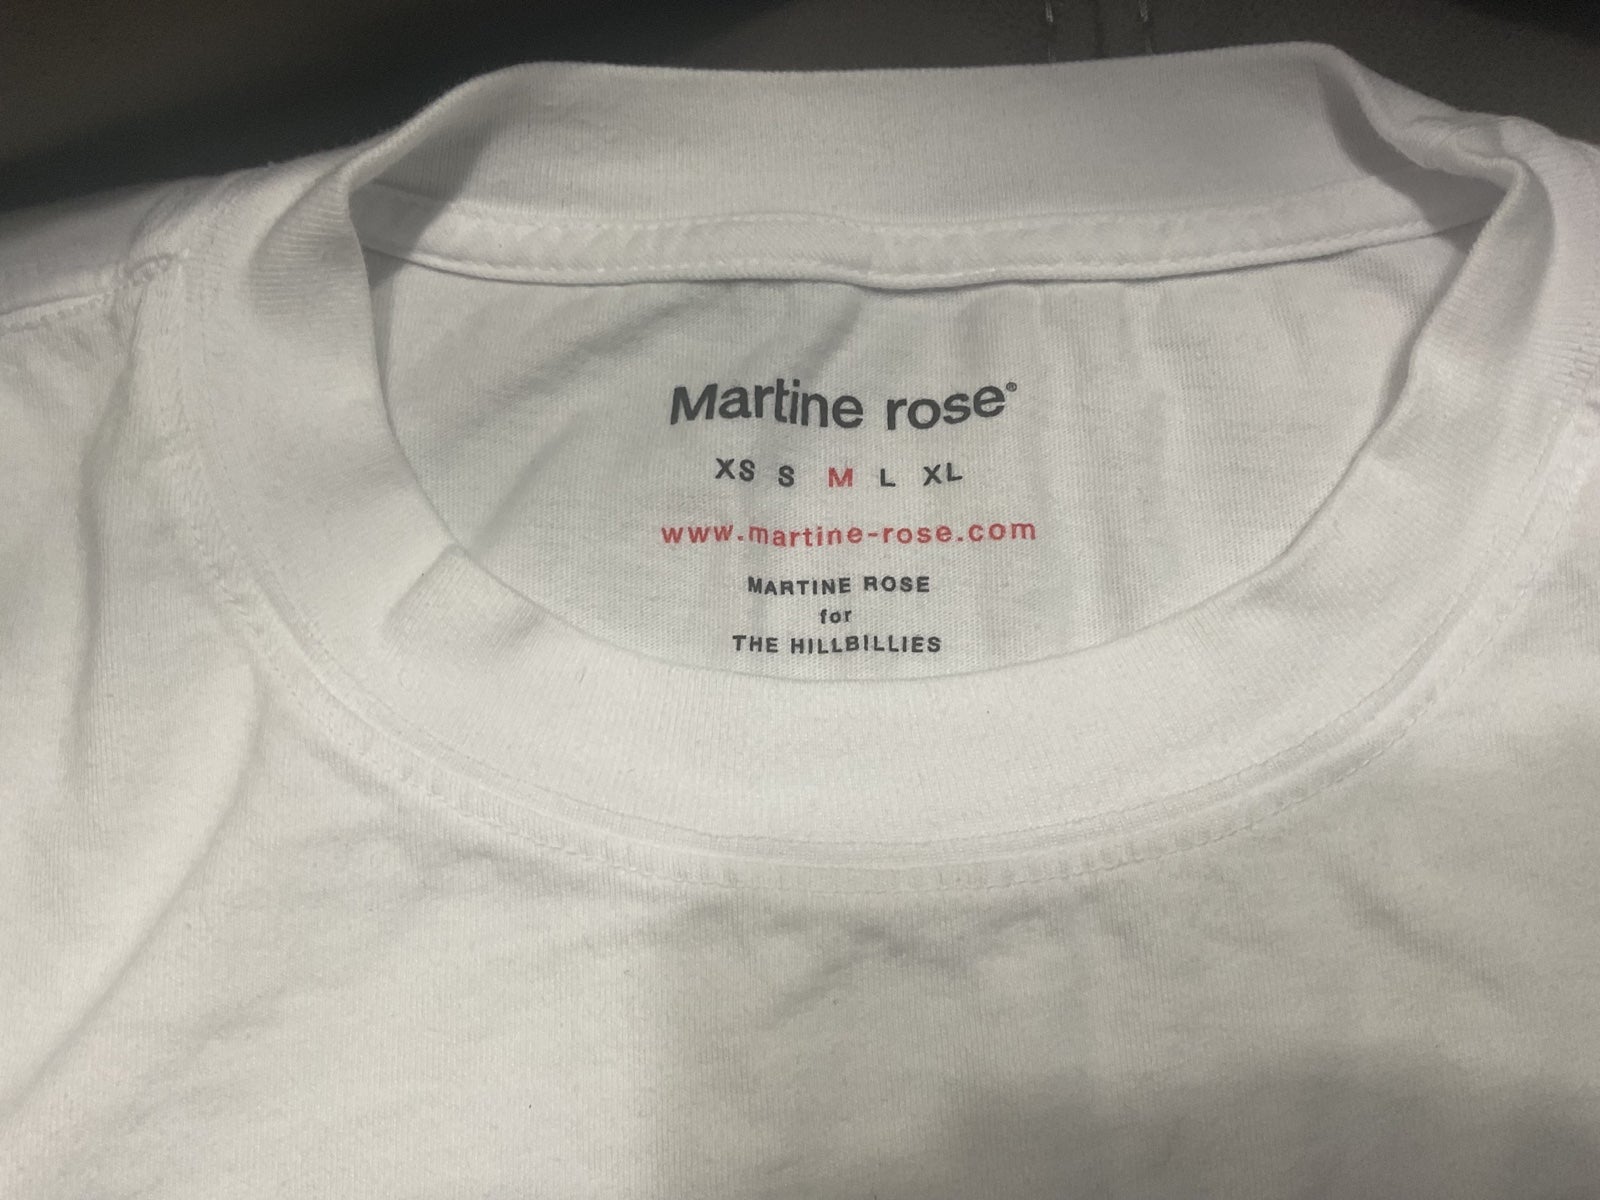 Martine rose®
XS S M L XL
www.martine-rose.com
MARTINE ROSE
for
THE HILLBILLIES